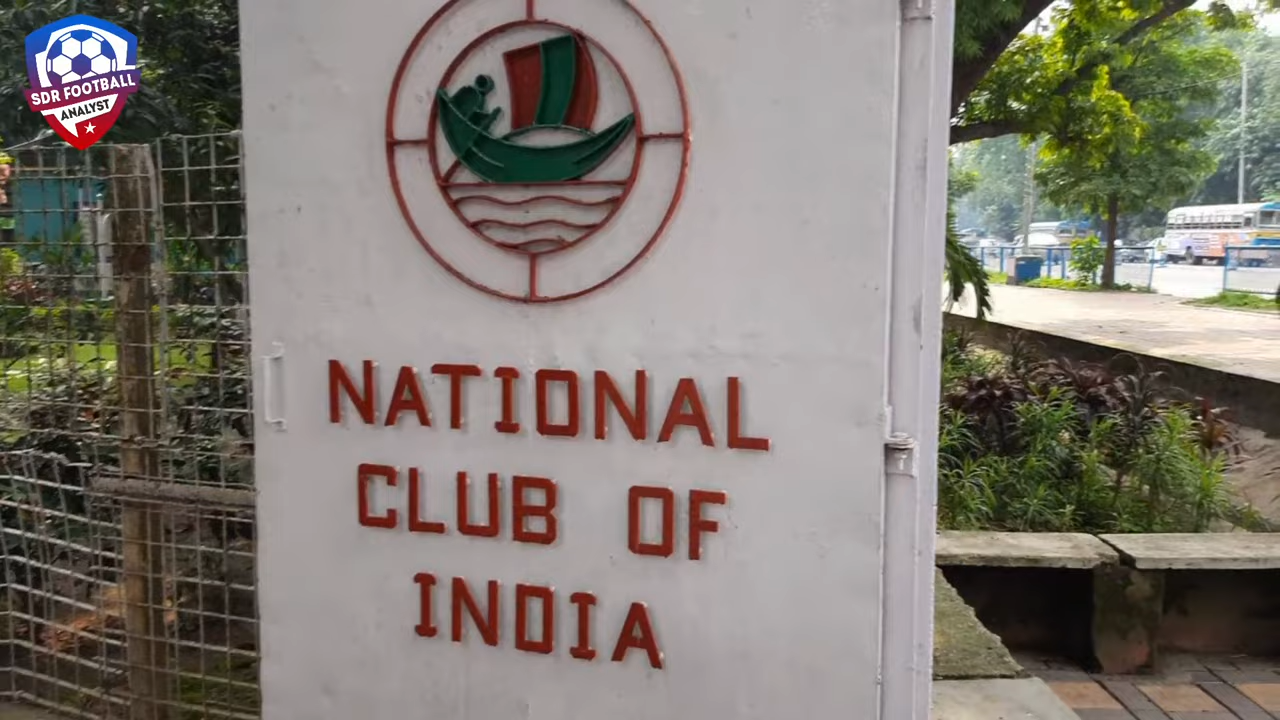 SDR FOOTBALL
ANALYST
NATIONAL
CLUB OF
INDIA